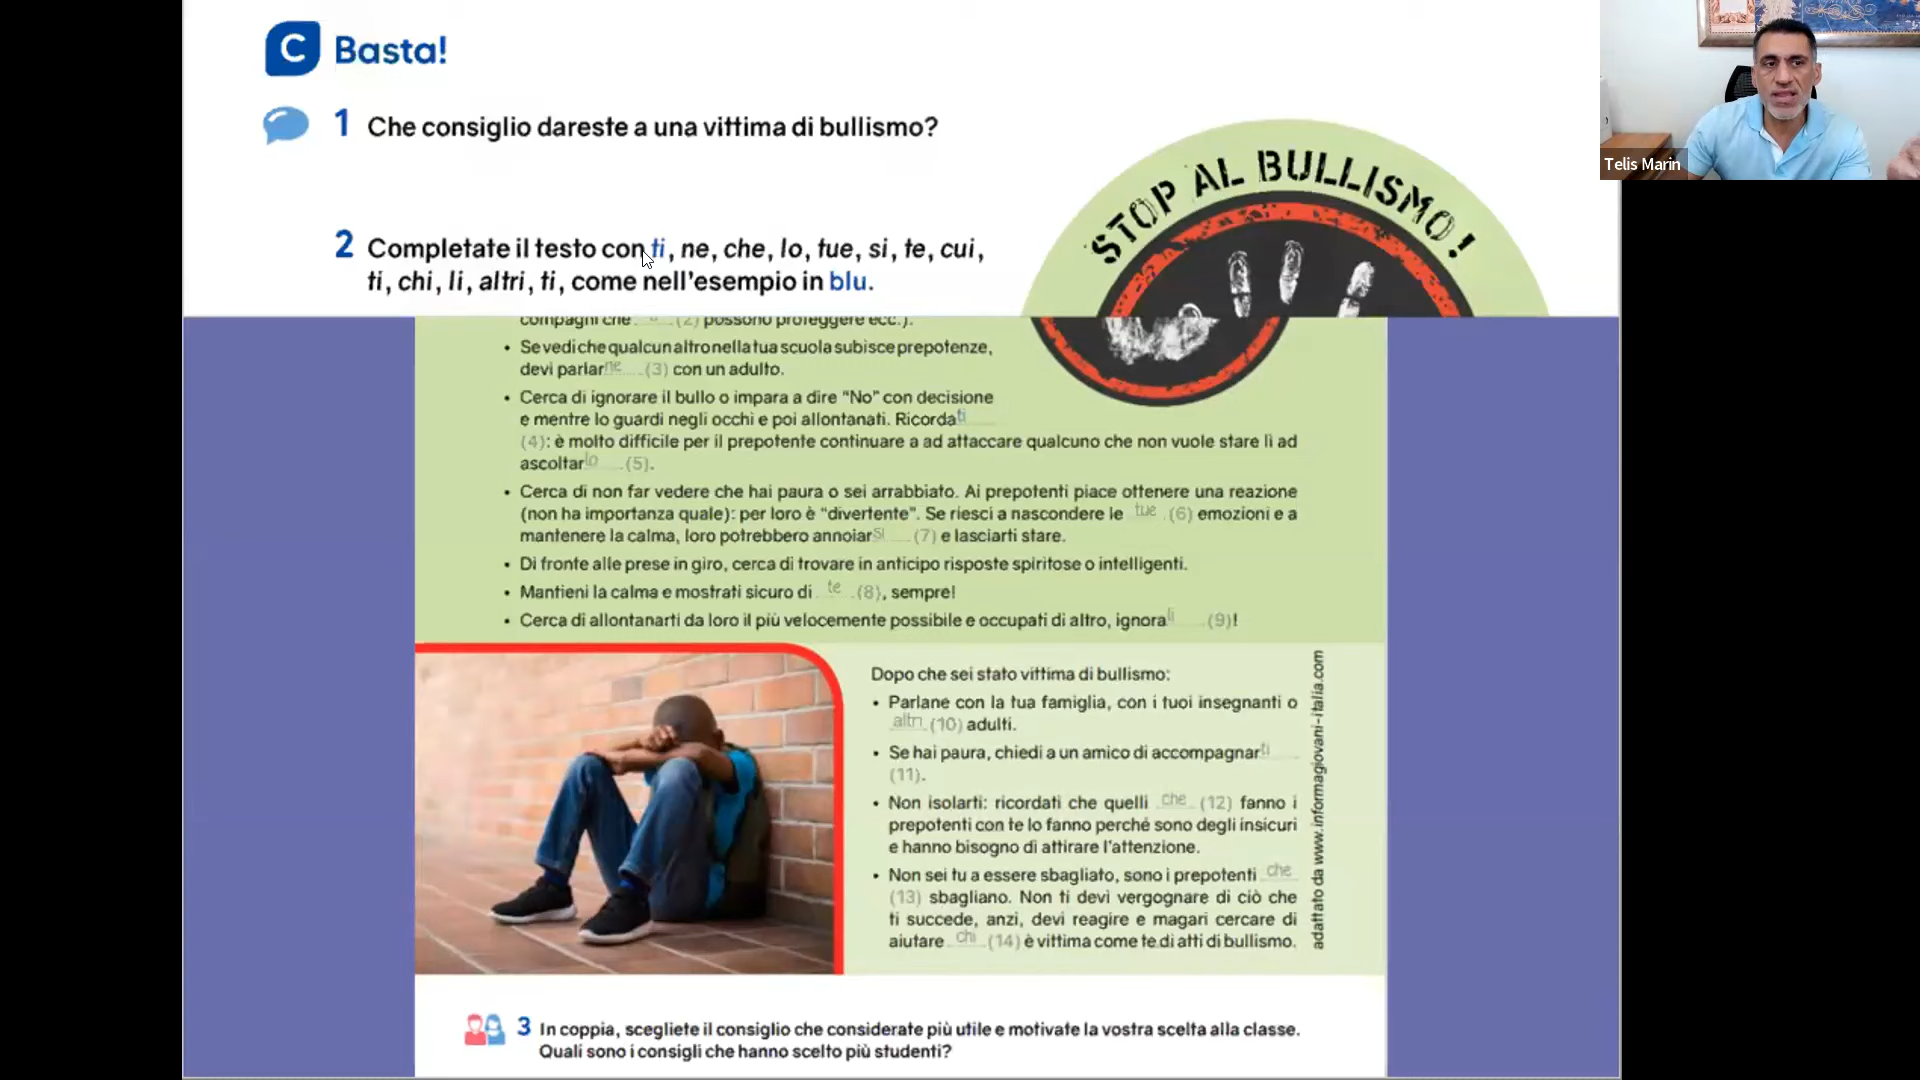 C Basta!
1 Che consiglio dareste a una vittima di bullismo?
STOP AL BULLISMO!
2 Completate il testo con ti, ne, che, lo, tue, si, te, cui,
ti, chi, li, altri, ti, come nell'esempio in blu.
compagni che (2) possono proteggere ecc.).
• Se vedi che qualcun altro nella tua scuola subisce prepotenze,
devi parlarne (3) con un adulto.
• Cerca di ignorare il bullo o impara a dire "No" con decisione
e mentre lo guardi negli occhi e poi allontanati. Ricordati
(4): è molto difficile per il prepotente continuare a ad attaccare qualcuno che non vuole stare lì ad
ascoltarlo (5).
• Cerca di non far vedere che hai paura o sei arrabbiato. Ai prepotenti piace ottenere una reazione
(non ha importanza quale): per loro è "divertente". Se riesci a nascondere le tue (6) emozioni e a
mantenere la calma, loro potrebbero annoiarsi (7) e lasciarti stare.
• Di fronte alle prese in giro, cerca di trovare in anticipo risposte spiritose o intelligenti.
• Mantieni la calma e mostrati sicuro di te (8), sempre!
• Cerca di allontanarti da loro il più velocemente possibile e occupati di altro, ignorali (9)!
Dopo che sei stato vittima di bullismo:
• Parlane con la tua famiglia, con i tuoi insegnanti o
altri (10) adulti.
• Se hai paura, chiedi a un amico di accompagnarti
(11).
• Non isolarti: ricordati che quelli che (12) fanno i
prepotenti con te lo fanno perché sono degli insicuri
e hanno bisogno di attirare l'attenzione.
• Non sei tu a essere sbagliato, sono i prepotenti che
(13) sbagliano. Non ti devi vergognare di ciò che
ti succede, anzi, devi reagire e magari cercare di
aiutare chi (14) è vittima come te di atti di bullismo.
adattato da www.informagiovani-italia.com
3 In coppia, scegliete il consiglio che considerate più utile e motivate la vostra scelta alla classe.
Quali sono i consigli che hanno scelto più studenti?
Telis Marin